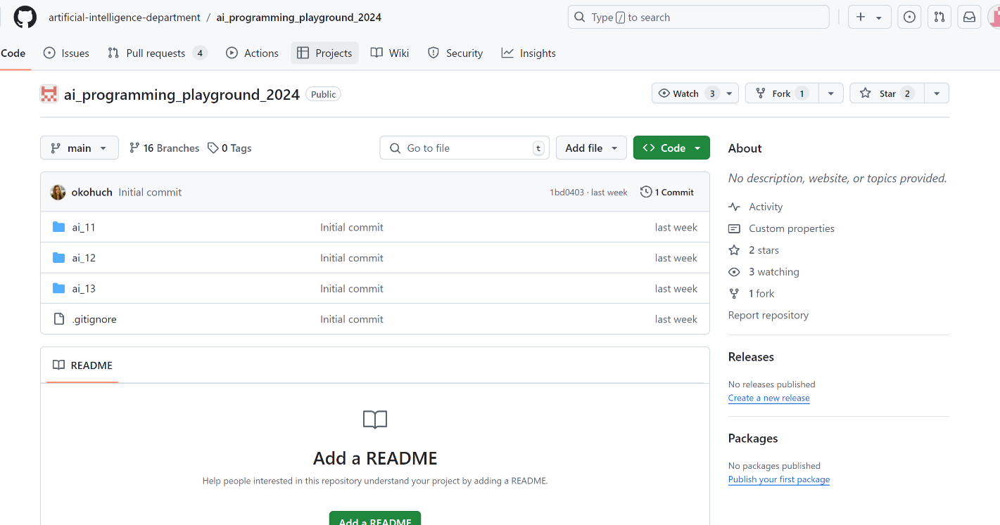 artificial-intelligence-department / ai_programming_playground_2024
Type / to search
Code Issues Pull requests 4 Actions Projects Wiki Security Insights
ai_programming_playground_2024 Public
Watch 3 Fork 1 Star 2
main 16 Branches 0 Tags
Go to file t
Add file
<> Code
okohuch Initial commit 1bd0403 · last week 1 Commit
ai_11 Initial commit last week
ai_12 Initial commit last week
ai_13 Initial commit last week
.gitignore Initial commit last week
README
Add a README
Help people interested in this repository understand your project by adding a README.
Add a README
About
No description, website, or topics provided.
Activity
Custom properties
2 stars
3 watching
1 fork
Report repository
Releases
No releases published
Create a new release
Packages
No packages published
Publish your first package